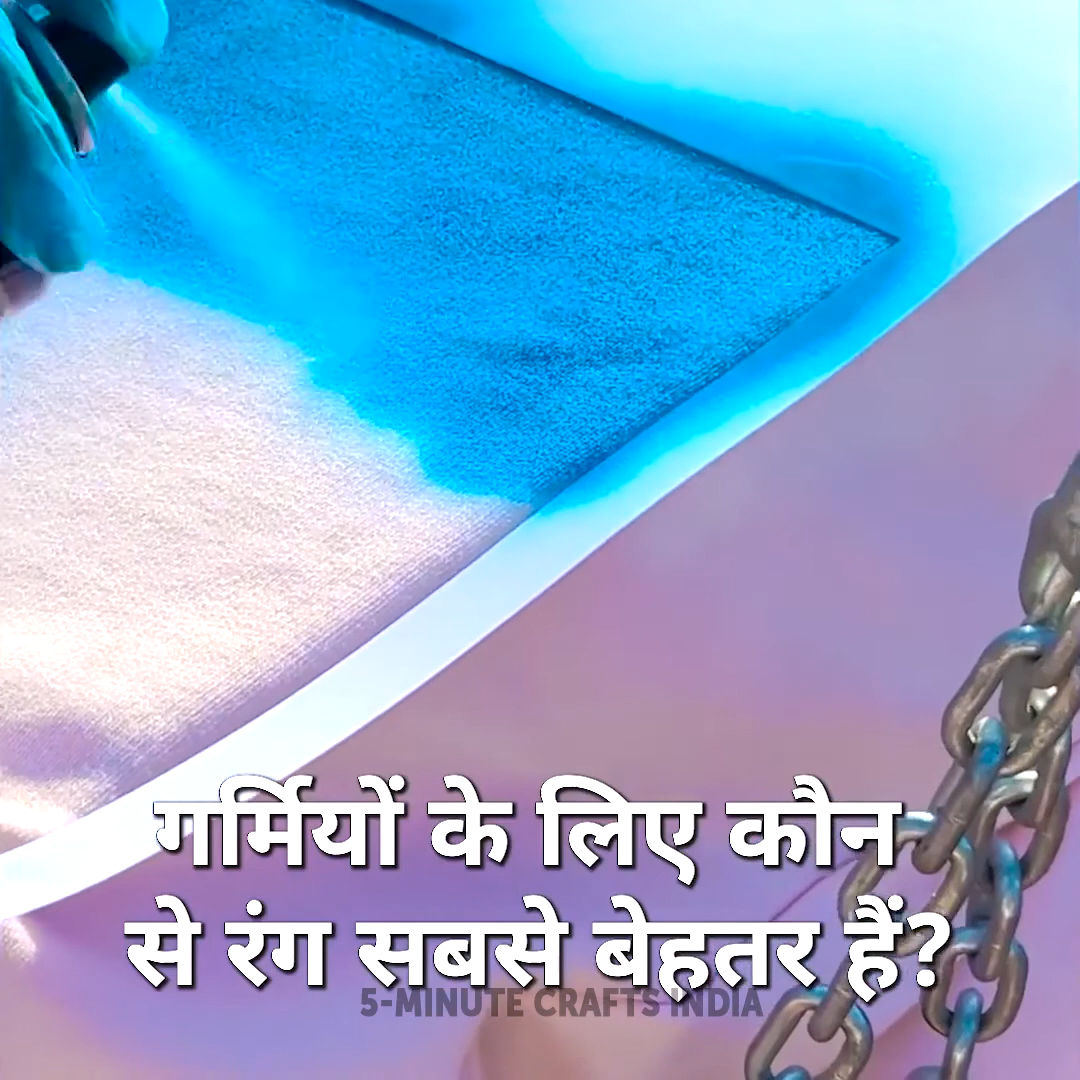 गर्मियों के लिए कौन
से रंग सबसे बेहतर हैं?
5-MINUTE CRAFTS INDIA